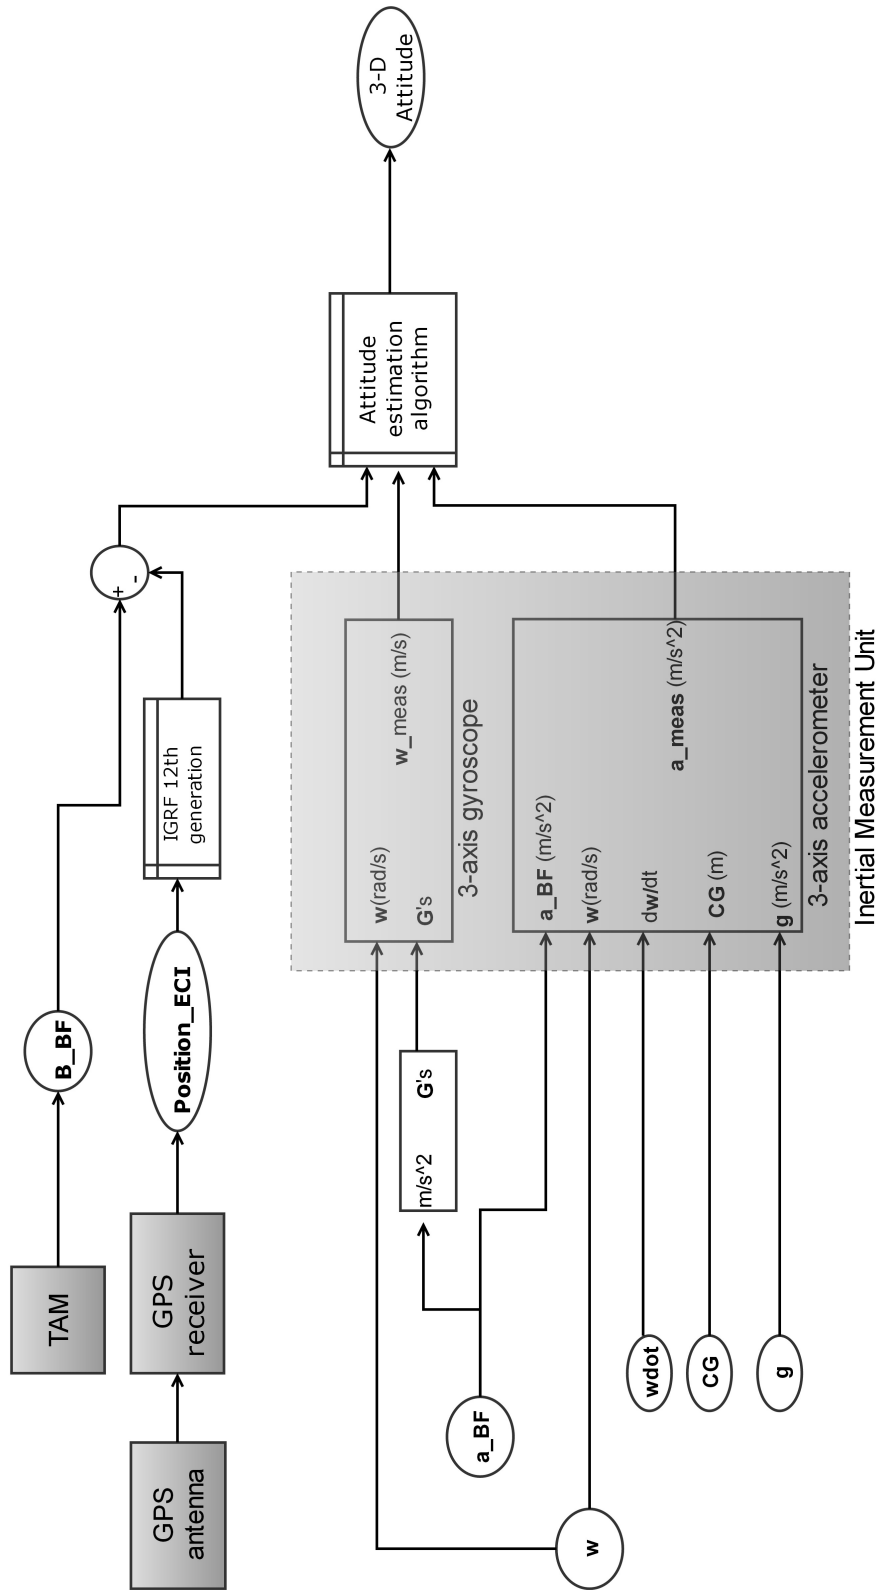 TAM
B_BF
GPS
antenna
GPS
receiver
Position_ECI
IGRF 12th
generation
+
-
w
a_BF
m/s^2
G's
wdot
CG
g
w(rad/s)
G's
w_meas (m/s)
3-axis gyroscope
a_BF (m/s^2)
w(rad/s)
dw/dt
CG (m)
g (m/s^2)
a_meas (m/s^2)
3-axis accelerometer
Inertial Measurement Unit
Attitude
estimation
algorithm
3-D
Attitude